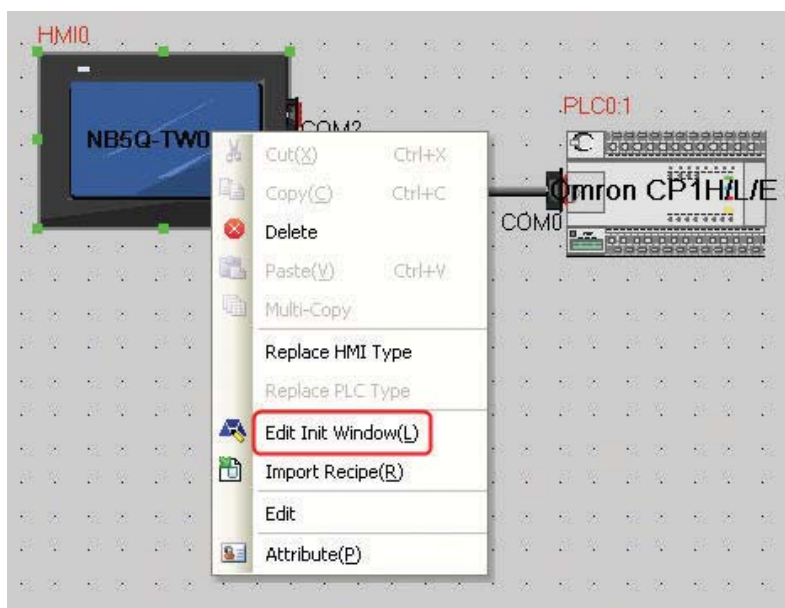 HMI0
NB5Q-TW0
COM2
PLC0:1
Omron CP1H/L/E
COM0
Cut(X) Ctrl+X
Copy(C) Ctrl+C
Delete
Paste(V) Ctrl+V
Multi-Copy
Replace HMI Type
Replace PLC Type
Edit Init Window(L)
Import Recipe(R)
Edit
Attribute(P)